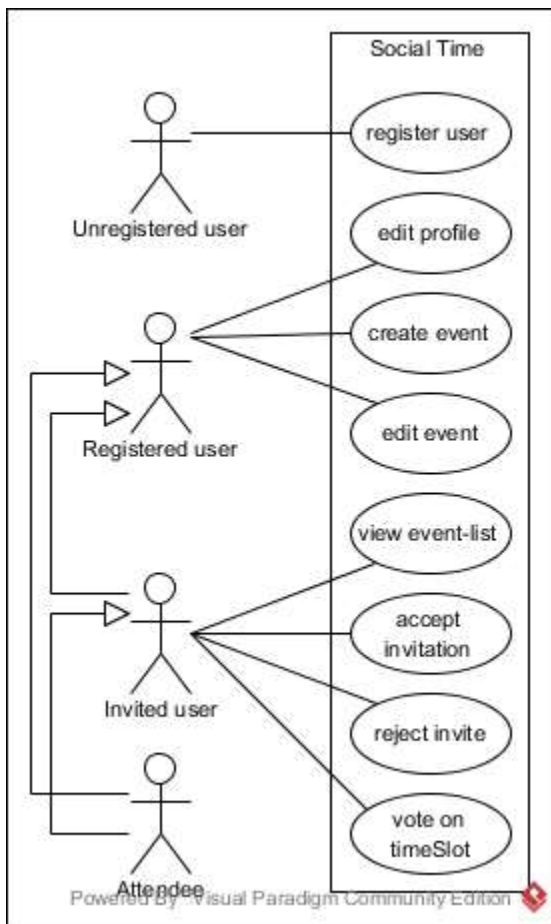 Social Time
register user
Unregistered user
edit profile
create event
Registered user
edit event
view event-list
accept
invitation
Invited user
reject invite
vote on
timeSlot
Attendee
Powered By Visual Paradigm Community Edition